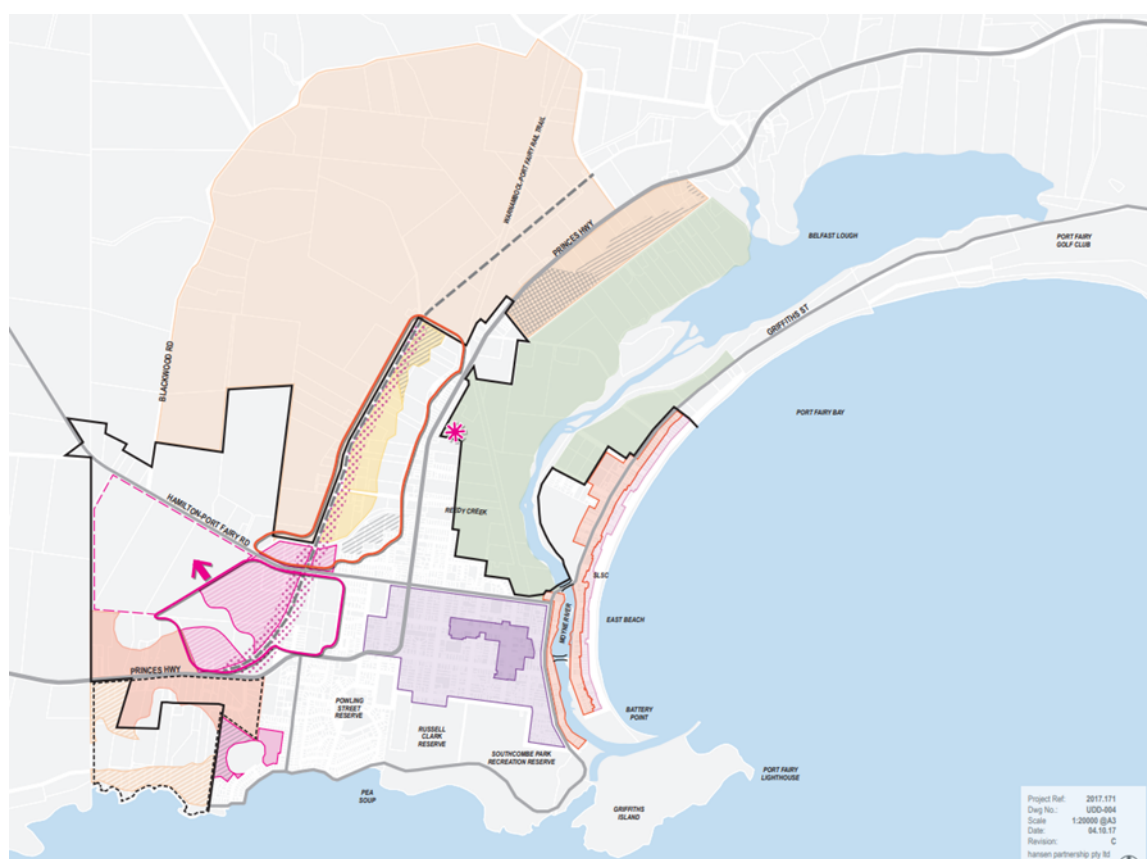 WARRNAMBOOL-PORT FAIRY RAIL TRAIL
PRINCES HWY
BELFAST LOUGH
PORT FAIRY
GOLF CLUB
GRIFFITHS ST
BLACKWOOD RD
PORT FAIRY BAY
HAMILTON-PORT FAIRY RD
REEDY CREEK
SLSC
EAST BEACH
MOYNE RIVER
PRINCES HWY
POWLING
STREET
RESERVE
RUSSELL
CLARK
RESERVE
BATTERY
POINT
SOUTHCOMBE PARK
RECREATION RESERVE
PORT FAIRY
LIGHTHOUSE
PEA
SOUP
GRIFFITHS
ISLAND
Project Ref: 2017.171
Dwg No.: UDD-004
Scale 1:20000 @A3
Date: 04.10.17
Revision: C
hansen partnership pty ltd